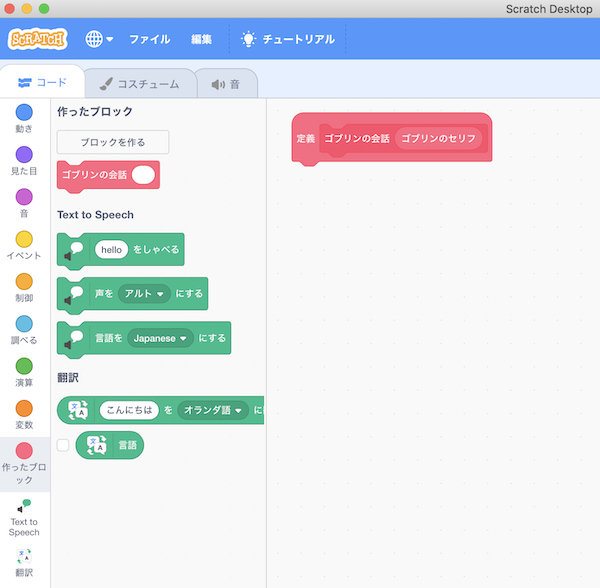 Scratch Desktop
SCRATCH ファイル 編集 チュートリアル
コード コスチューム 音
動き
見た目
音
イベント
制御
調べる
演算
変数
作ったブロ
ック
Text to
Speech
翻訳
作ったブロック
ブロックを作る
ゴブリンの会話
Text to Speech
hello をしゃべる
声を アルト にする
言語を Japanese にする
翻訳
文 A こんにちは を オランダ語 に
文 A 言語
定義 ゴブリンの会話 ゴブリンのセリフ